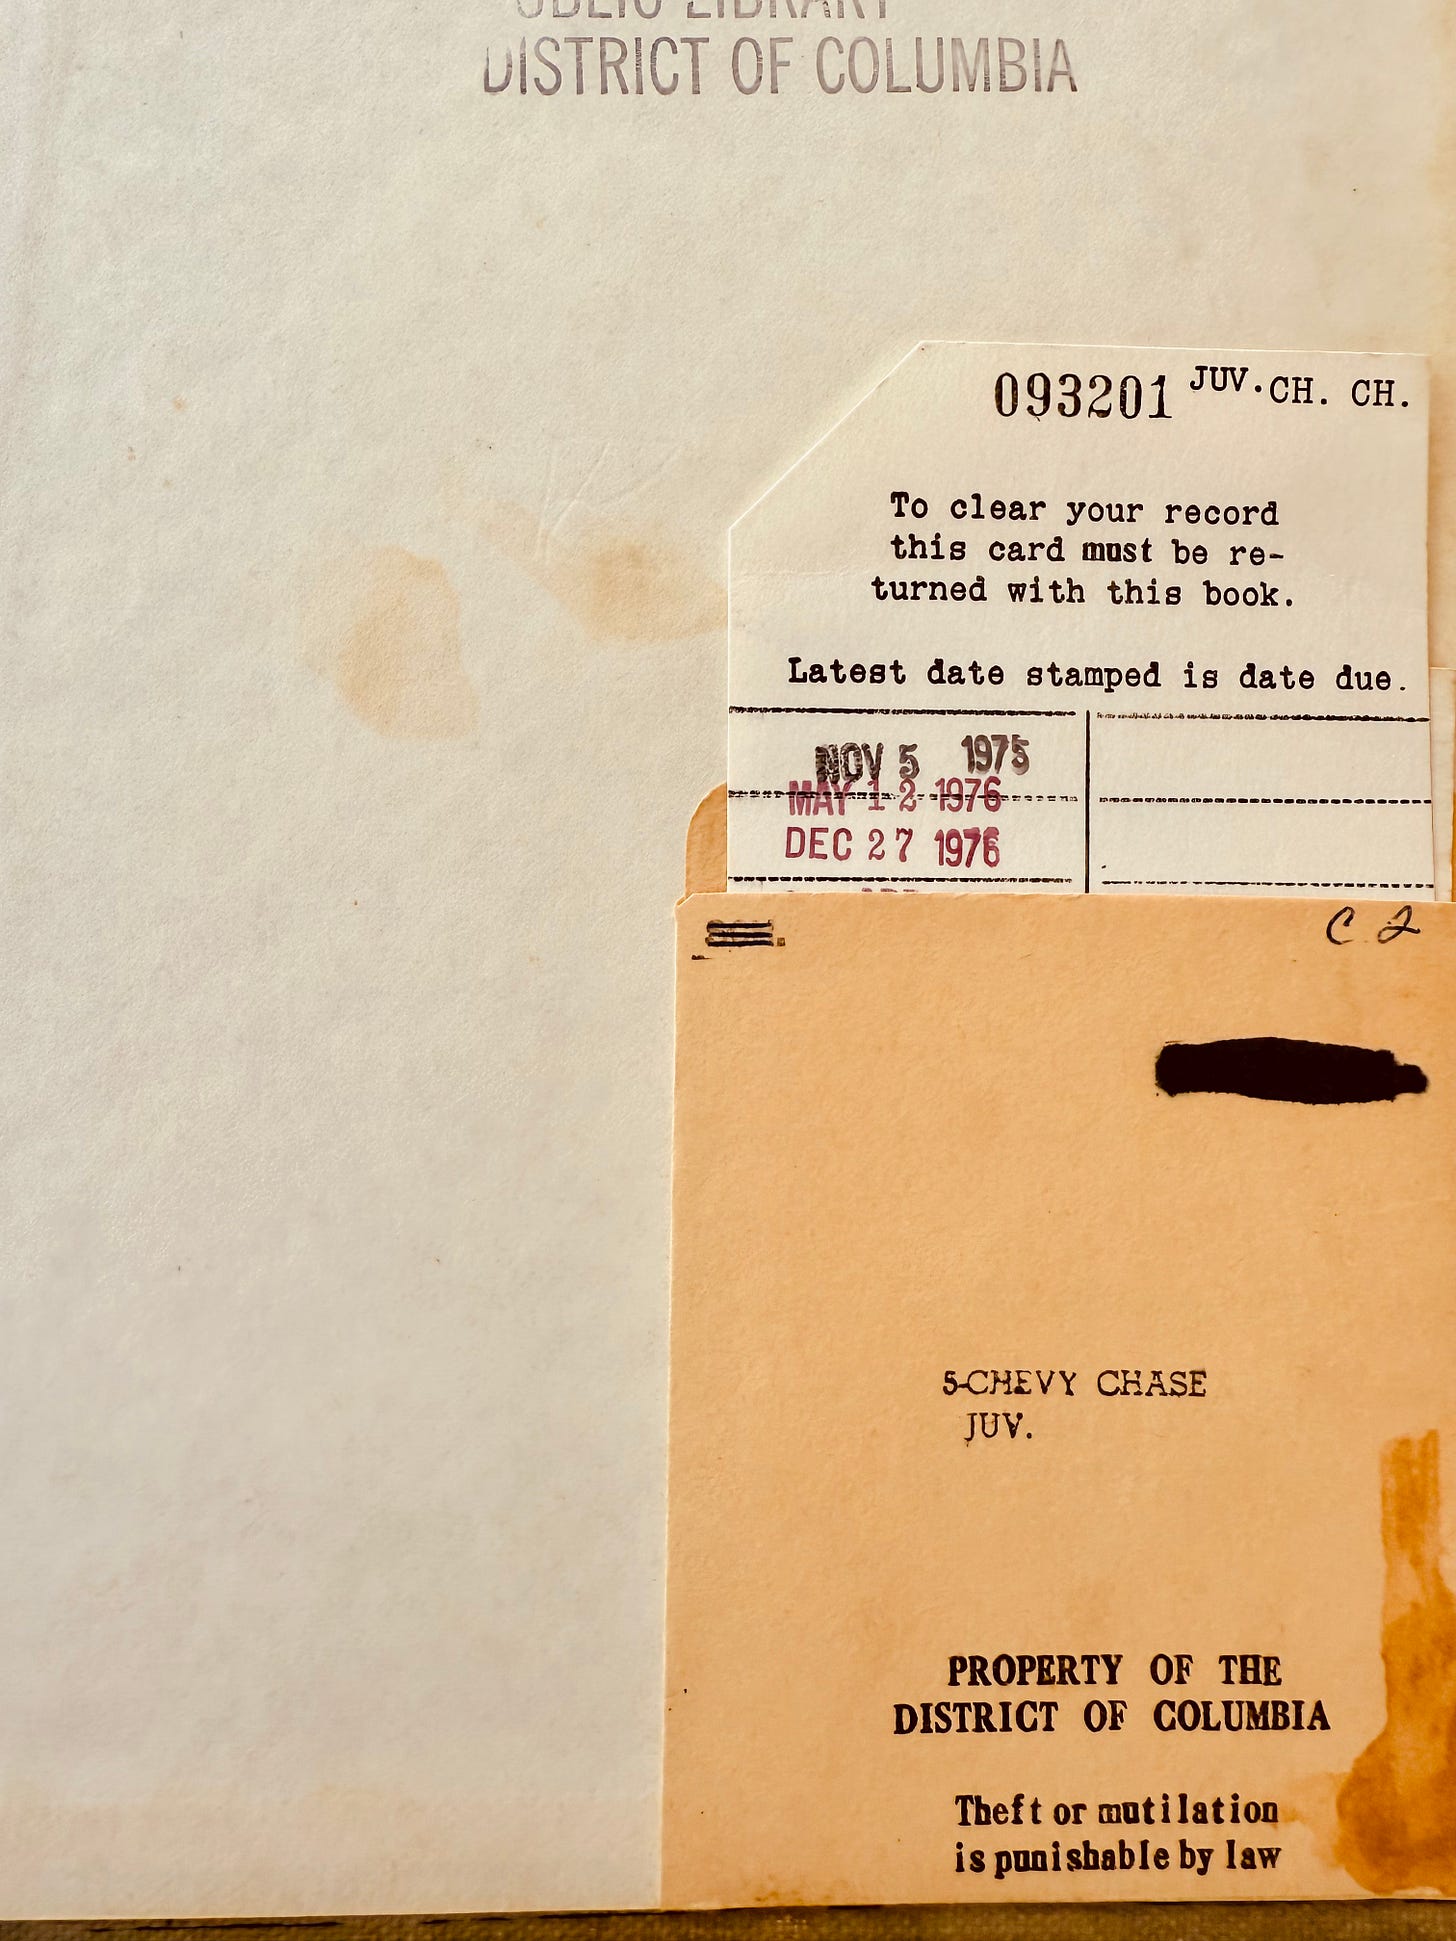 LIBRARY
DISTRICT OF COLUMBIA
093201 JUV. CH. CH.
To clear your record
this card must be re-
turned with this book.
Latest date stamped is date due.
NOV 5 1975
MAY 12 1976
DEC 27 1976
C 2
5-CHEVY CHASE
JUV.
PROPERTY OF THE
DISTRICT OF COLUMBIA
Theft or mutilation
is punishable by law